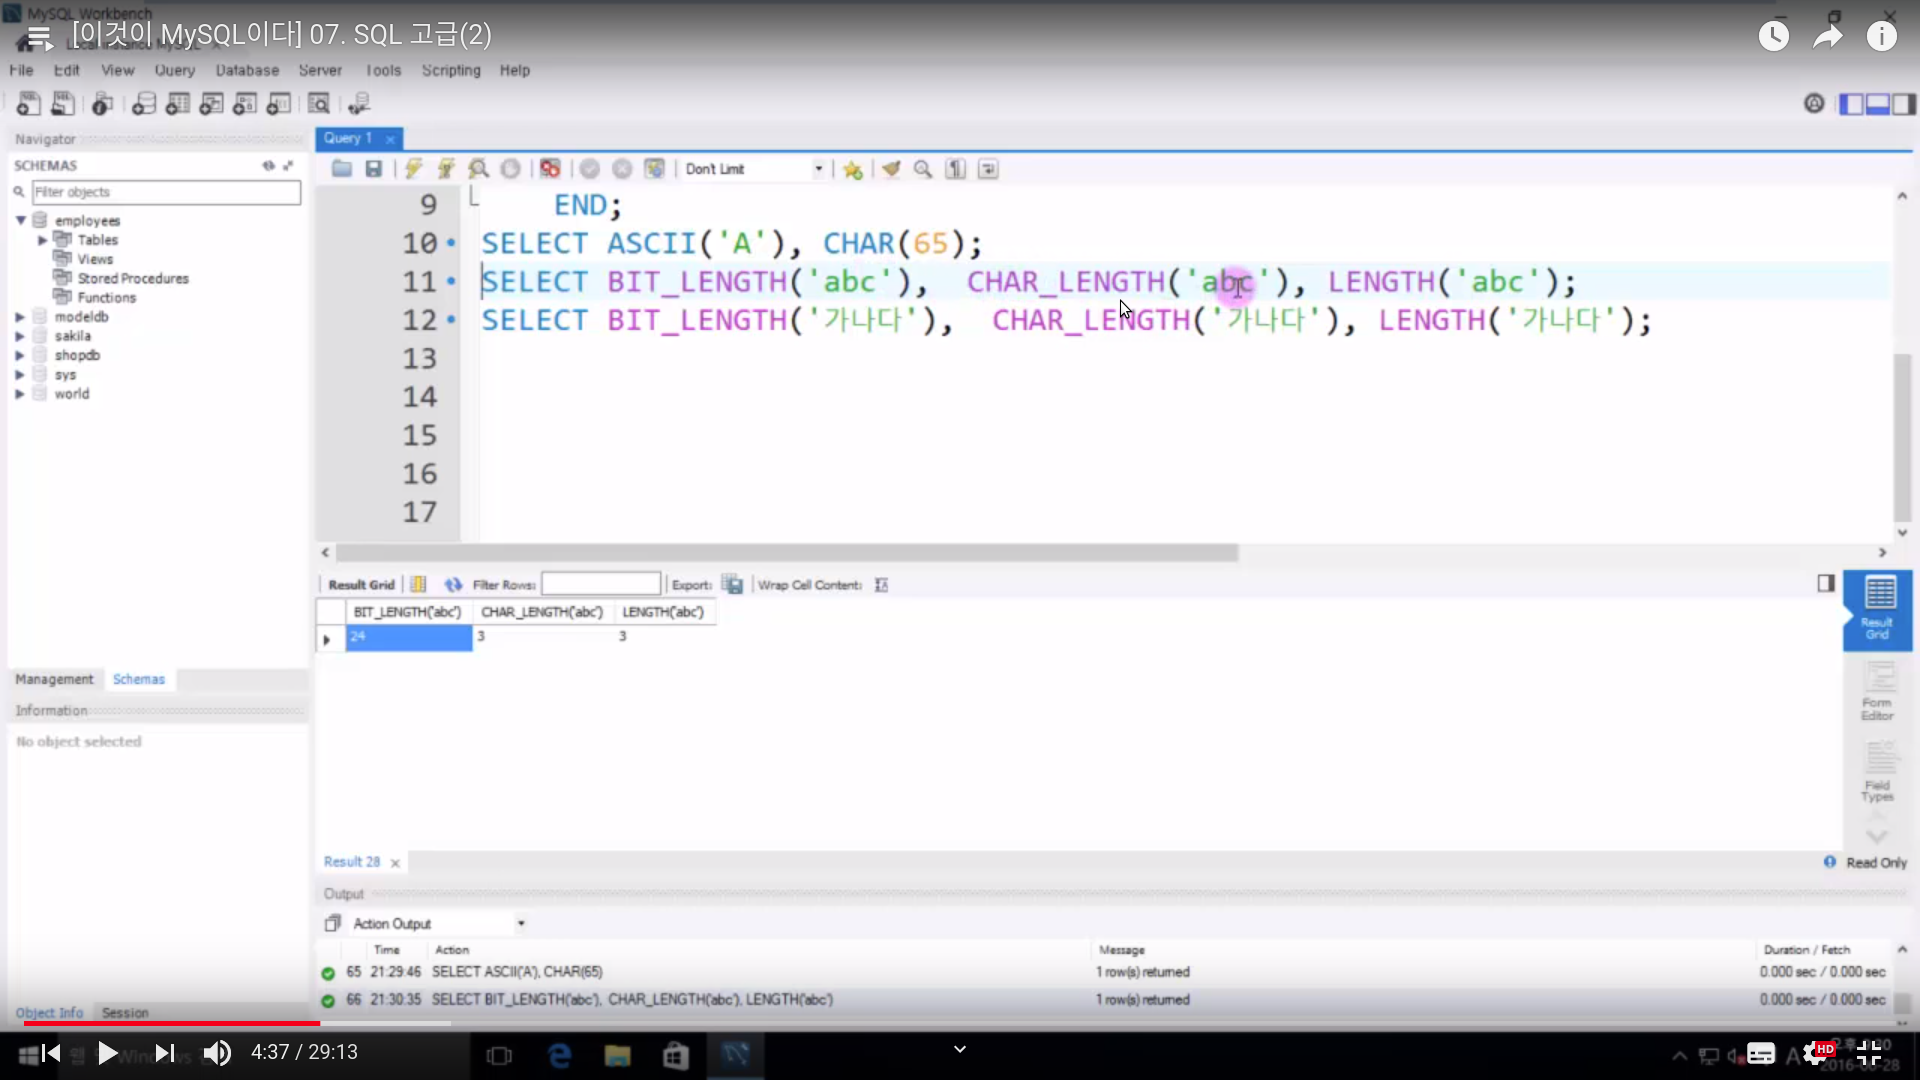 MySQL Workbench
[이것이 MySQL이다] 07. SQL 고급(2)
File Edit View Query Database Server Tools Scripting Help
Navigator
Query 1
SCHEMAS
Don't Limit
Filter objects
employees
Tables
Views
Stored Procedures
Functions
modeldb
sakila
shopdb
sys
world
9 END;
10 SELECT ASCII('A'), CHAR(65);
11 SELECT BIT_LENGTH('abc'), CHAR_LENGTH('abc'), LENGTH('abc');
12 SELECT BIT_LENGTH('가나다'), CHAR_LENGTH('가나다'), LENGTH('가나다');
13
14
15
16
17
Result Grid Filter Rows: Export: Wrap Cell Content:
BIT_LENGTH('abc') CHAR_LENGTH('abc') LENGTH('abc')
24 3 3
Result Grid
Form Editor
Field Types
Management Schemas
Information
No object selected
Result 28
Read Only
Output
Action Output
Time Action Message Duration / Fetch
65 21:29:46 SELECT ASCII('A'), CHAR(65) 1 row(s) returned 0.000 sec / 0.000 sec
66 21:30:35 SELECT BIT_LENGTH('abc'), CHAR_LENGTH('abc'), LENGTH('abc') 1 row(s) returned 0.000 sec / 0.000 sec
Object Info Session
4:37 / 29:13
HD